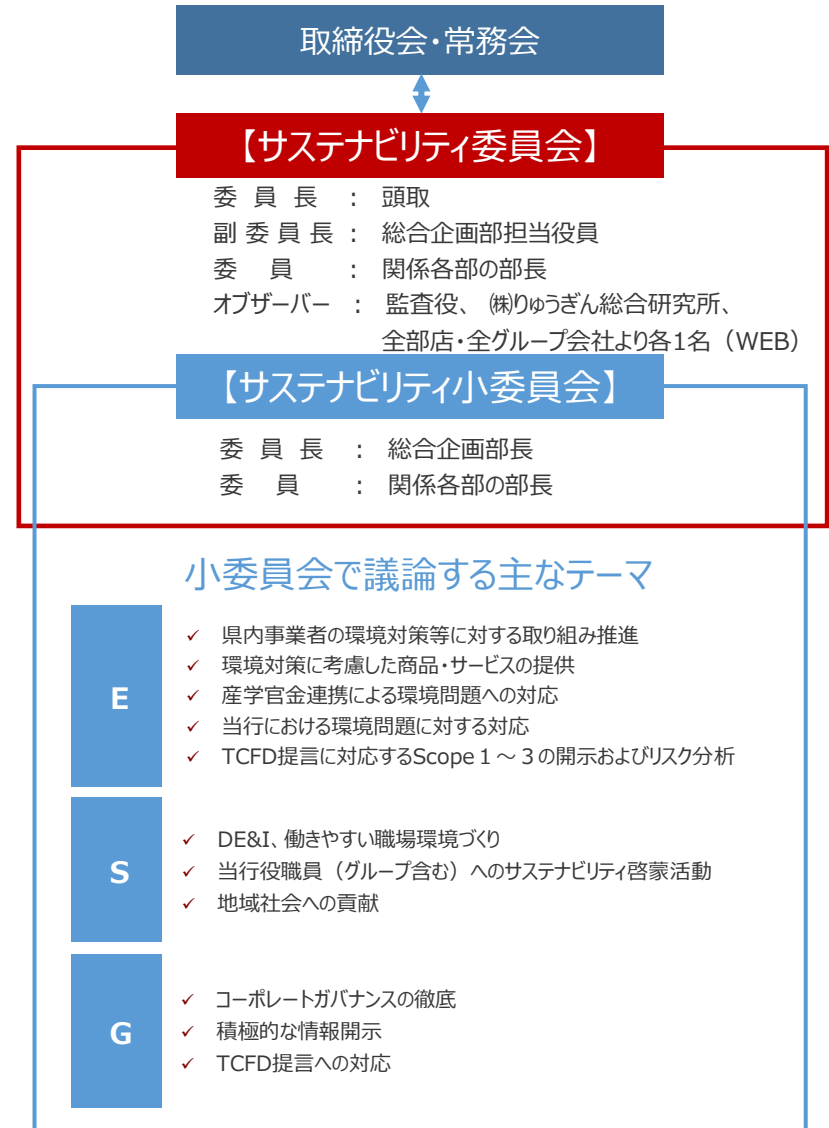 取締役会・常務会
【サステナビリティ委員会】
委 員 長 ： 頭取
副 委 員 長 ： 総合企画部担当役員
委 員 ： 関係各部の部長
オブザーバー ： 監査役、 ㈱りゅうぎん総合研究所、
全部店・全グループ会社より各1名（WEB）
【サステナビリティ小委員会】
委 員 長 ： 総合企画部長
委 員 ： 関係各部の部長
小委員会で議論する主なテーマ
E
✓ 県内事業者の環境対策等に対する取り組み推進
✓ 環境対策に考慮した商品・サービスの提供
✓ 産学官金連携による環境問題への対応
✓ 当行における環境問題に対する対応
✓ TCFD提言に対応するScope１～３の開示およびリスク分析
S
✓ DE&I、働きやすい職場環境づくり
✓ 当行役職員（グループ含む）へのサステナビリティ啓蒙活動
✓ 地域社会への貢献
G
✓ コーポレートガバナンスの徹底
✓ 積極的な情報開示
✓ TCFD提言への対応